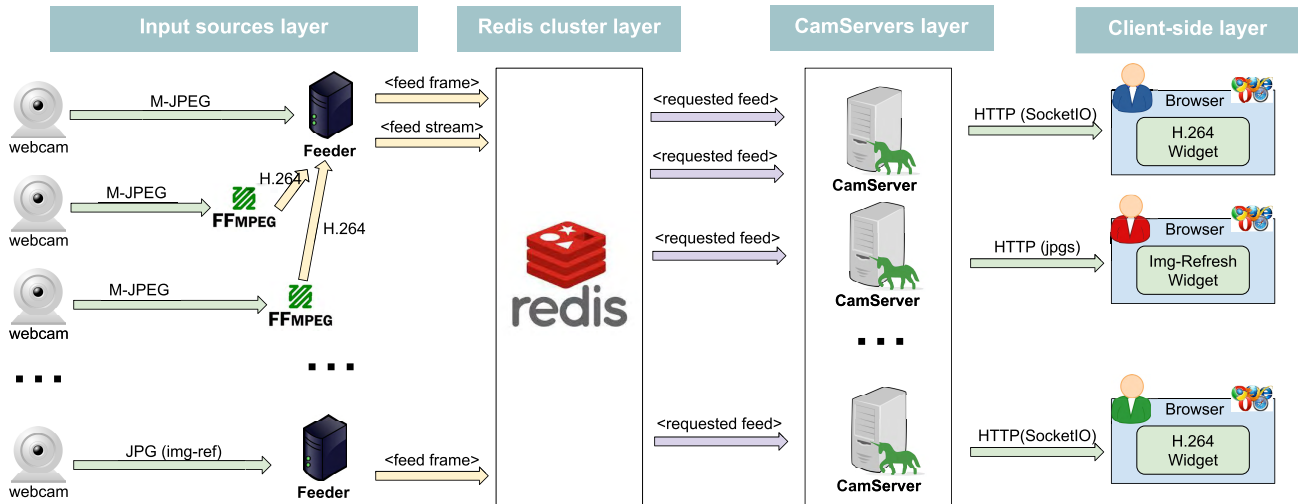 Input sources layer
Redis cluster layer
CamServers layer
Client-side layer
webcam
M-JPEG
Feeder
<feed frame>
<feed stream>
webcam
M-JPEG
FFMPEG
H.264
webcam
M-JPEG
FFMPEG
H.264
...
...
webcam
JPG (img-ref)
Feeder
<feed frame>
redis
<requested feed>
<requested feed>
<requested feed>
<requested feed>
CamServer
CamServer
...
CamServer
HTTP (SocketIO)
Browser
H.264
Widget
HTTP (jpgs)
Browser
Img-Refresh
Widget
HTTP(SocketIO)
Browser
H.264
Widget